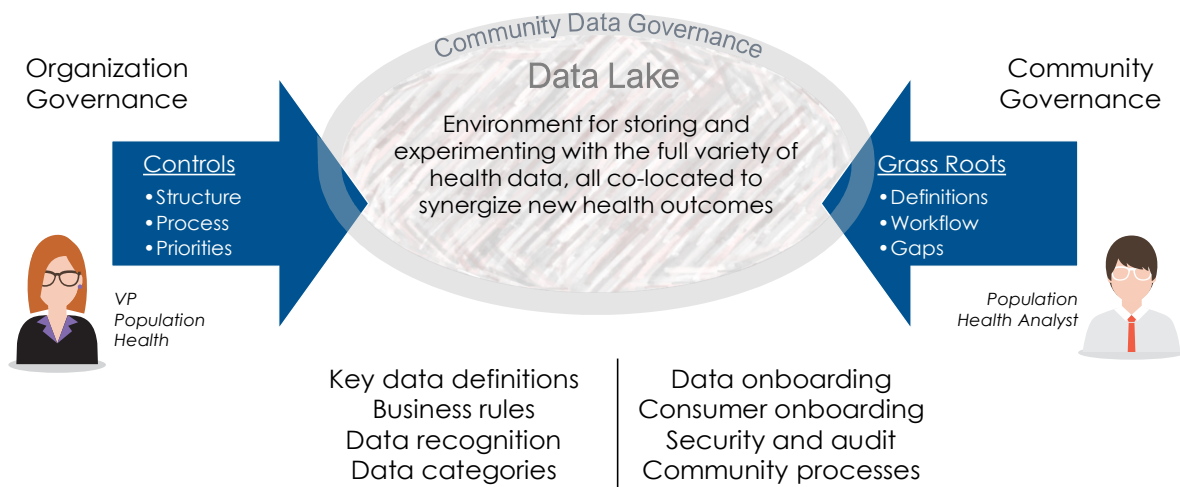 Community Data Governance
Data Lake
Environment for storing and
experimenting with the full variety of
health data, all co-located to
synergize new health outcomes
Organization
Governance
Controls
•Structure
•Process
•Priorities
VP
Population
Health
Community
Governance
Grass Roots
•Definitions
•Workflow
•Gaps
Population
Health Analyst
Key data definitions
Business rules
Data recognition
Data categories
Data onboarding
Consumer onboarding
Security and audit
Community processes